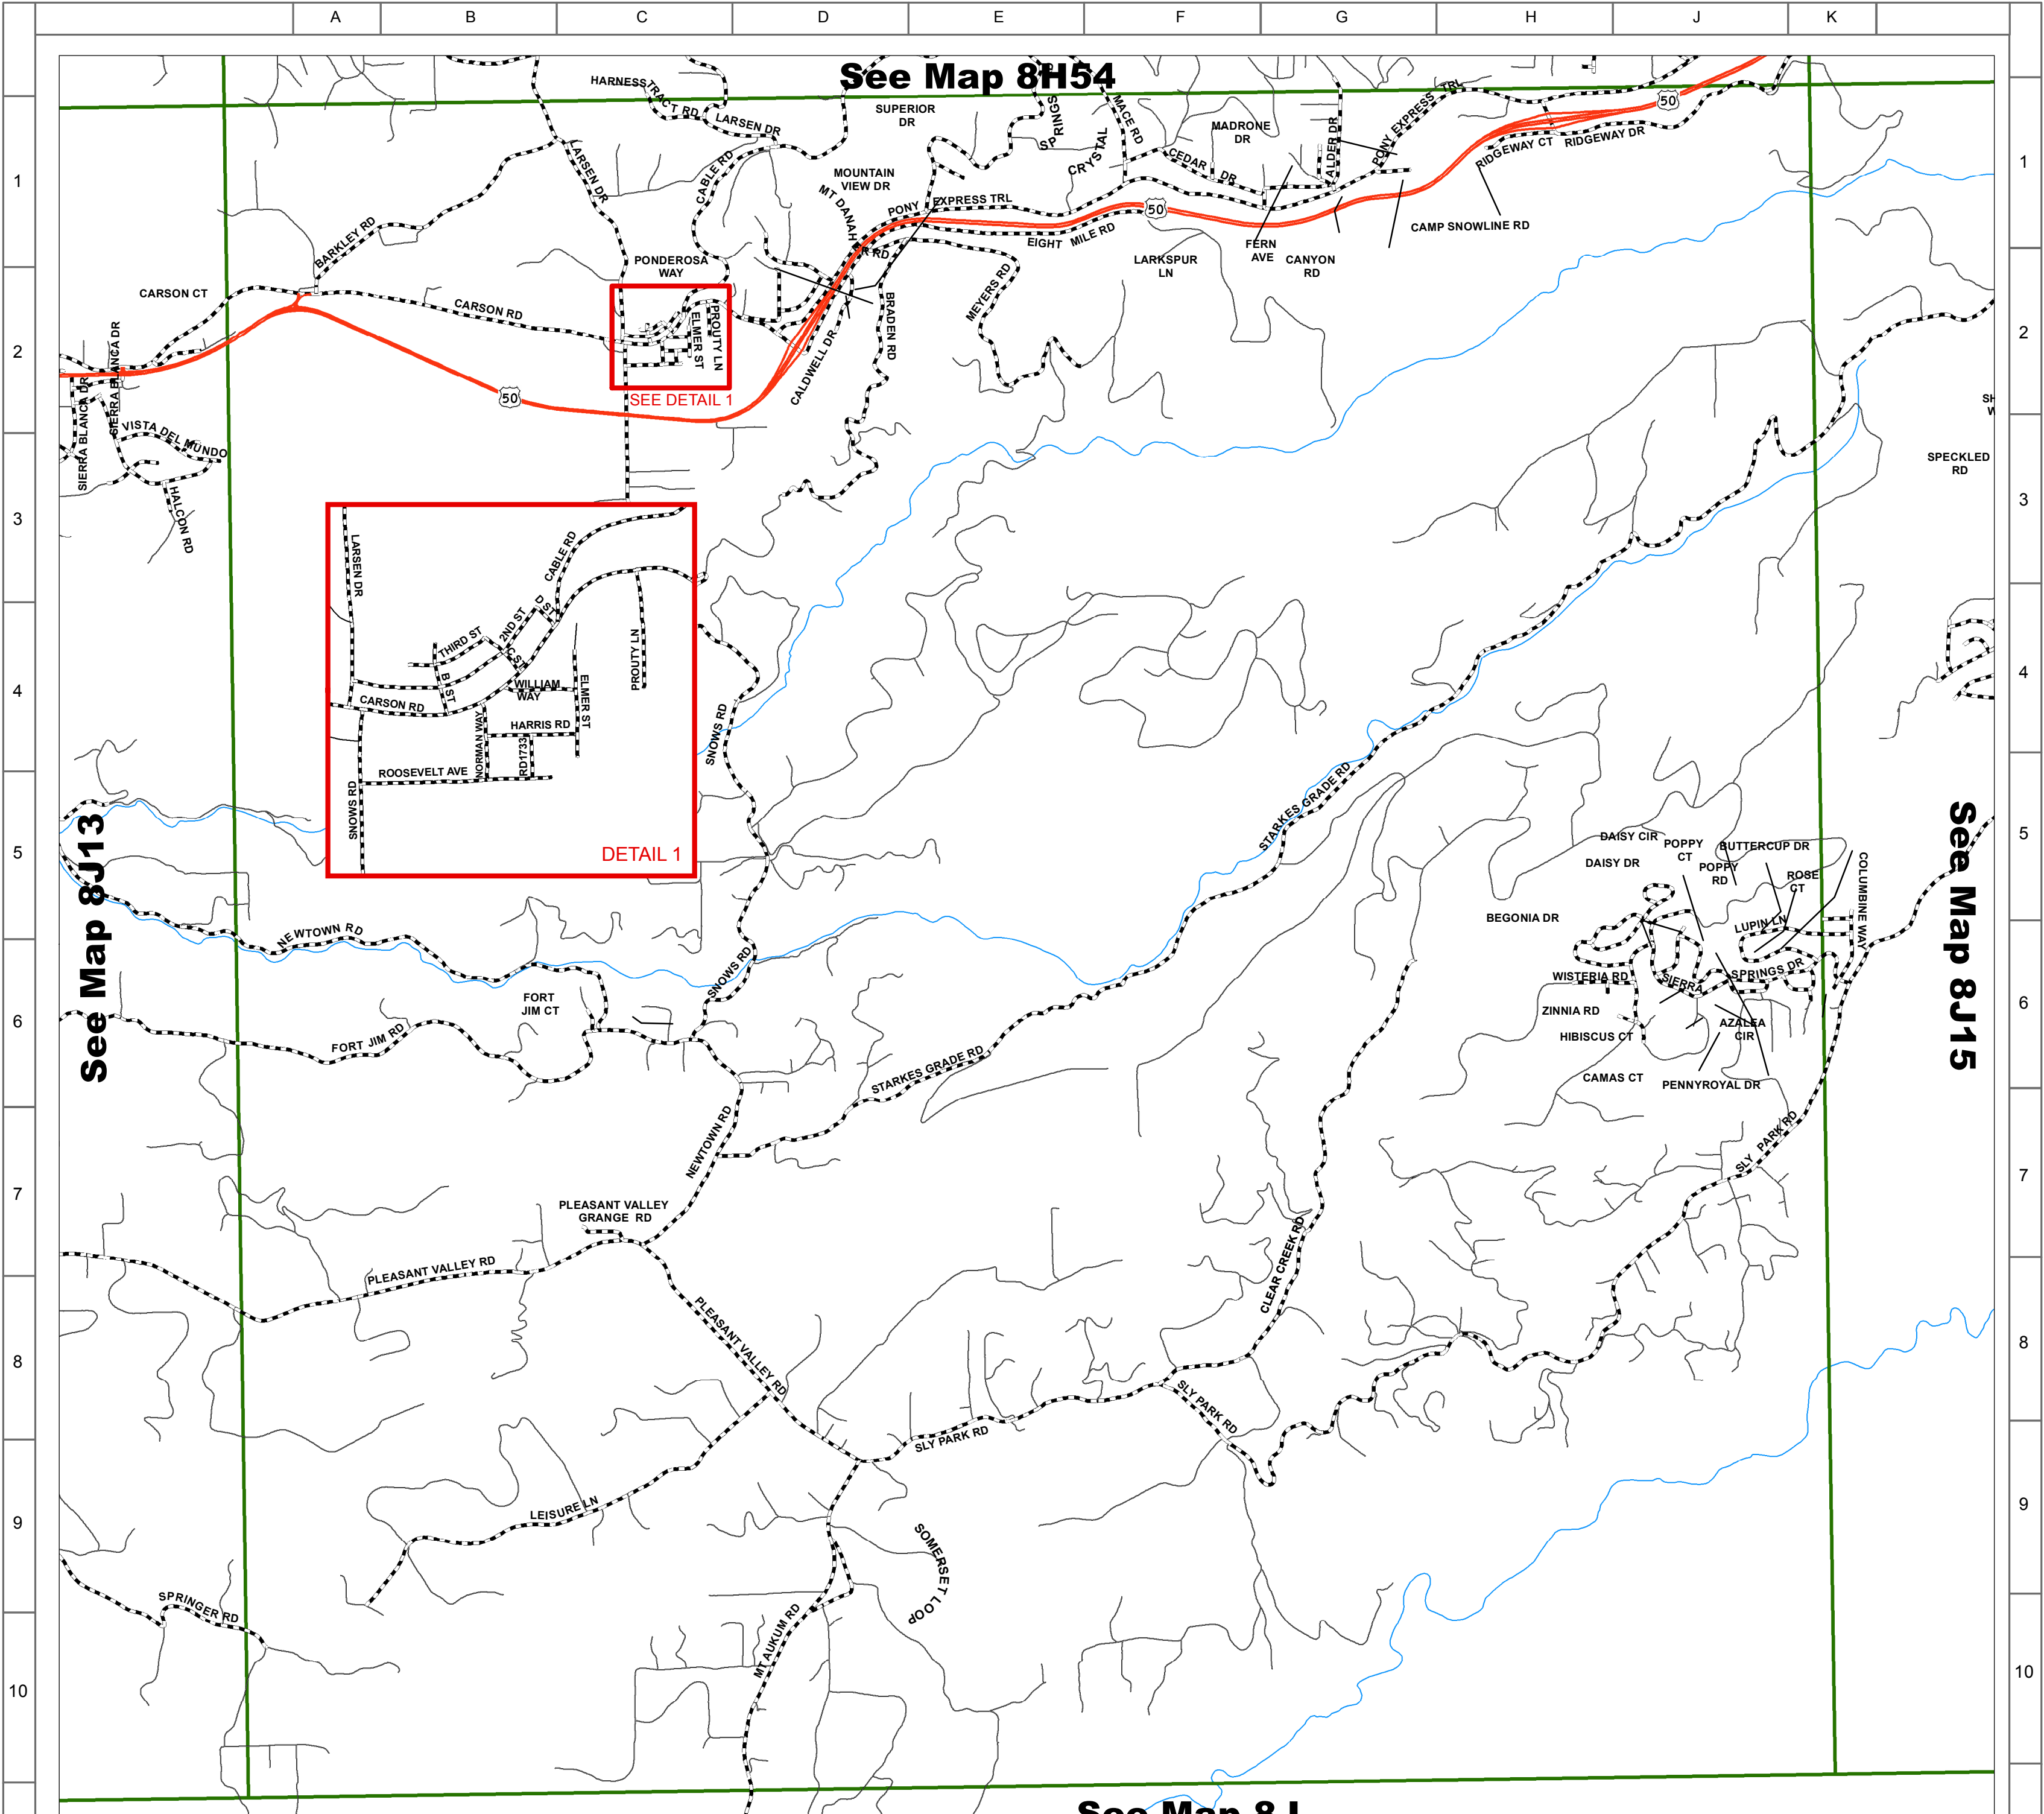 A B C D E F G H J K
See Map 8H54
HARNESS TRACT RD
LARSEN DR
SUPERIOR
DR
SPRINGS
CRYSTAL
MACE RD
MADRONE
DR
ALDER DR
PONY EXPRESS TRL
50
RIDGEWAY CT
RIDGEWAY DR
1
1
LARSEN DR
CABLE RD
MOUNTAIN
VIEW DR
MT DANAHER RD
CEDAR DR
PONY EXPRESS TRL
50
EIGHT MILE RD
CAMP SNOWLINE RD
FERN
AVE
CANYON
RD
LARKSPUR
LN
BARKLEY RD
PONDEROSA
WAY
MEYERS RD
CARSON CT
CARSON RD
BRADEN RD
CALDWELL DR
ELMER ST
PROUTY LN
2
2
SIERRA BLANCA DR
SIERRA BLANCA DR
50
SEE DETAIL 1
VISTA DEL MUNDO
HALCON RD
SPECKLED
RD
3
3
LARSEN DR
CABLE RD
D ST
2ND ST
THIRD ST
C ST
B ST
WILLIAM
WAY
PROUTY LN
ELMER ST
CARSON RD
HARRIS RD
NORMAN WAY
RD1733
ROOSEVELT AVE
SNOWS RD
DETAIL 1
4
4
SNOWS RD
STARKES GRADE RD
5
5
See Map 8J13
See Map 8J15
DAISY CIR
POPPY
CT
BUTTERCUP DR
DAISY DR
POPPY
RD
ROSE
CT
COLUMBINE WAY
BEGONIA DR
LUPIN LN
NEWTOWN RD
SNOWS RD
WISTERIA RD
SIERRA SPRINGS DR
FORT
JIM CT
ZINNIA RD
AZALEA
CIR
HIBISCUS CT
6
6
FORT JIM RD
STARKES GRADE RD
CAMAS CT
PENNYROYAL DR
NEWTOWN RD
SLY PARK RD
7
7
PLEASANT VALLEY
GRANGE RD
PLEASANT VALLEY RD
CLEAR CREEK RD
PLEASANT VALLEY RD
8
8
SLY PARK RD
SLY PARK RD
LEISURE LN
9
9
SOMERSET LOOP
SPRINGER RD
MT AUKUM RD
10
10
See Map 8J